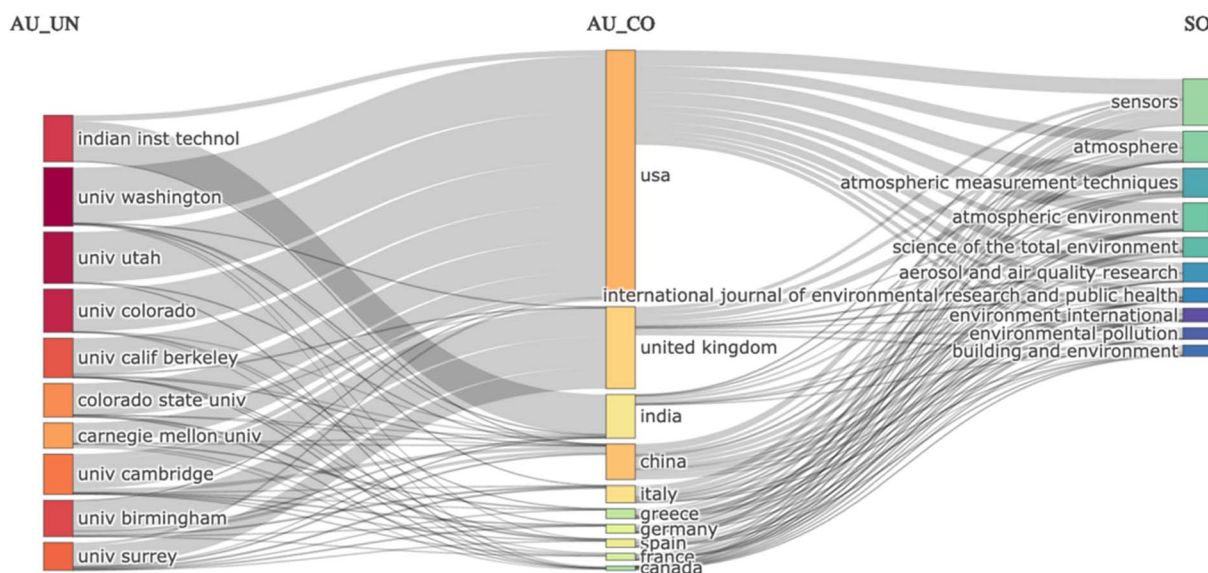 AU_UN
AU_CO
SO
indian inst technol
univ washington
univ utah
univ colorado
univ calif berkeley
colorado state univ
carnegie mellon univ
univ cambridge
univ birmingham
univ surrey
usa
united kingdom
india
china
italy
greece
germany
spain
france
canada
sensors
atmosphere
atmospheric measurement techniques
atmospheric environment
science of the total environment
aerosol and air quality research
international journal of environmental research and public health
environment international
environmental pollution
building and environment